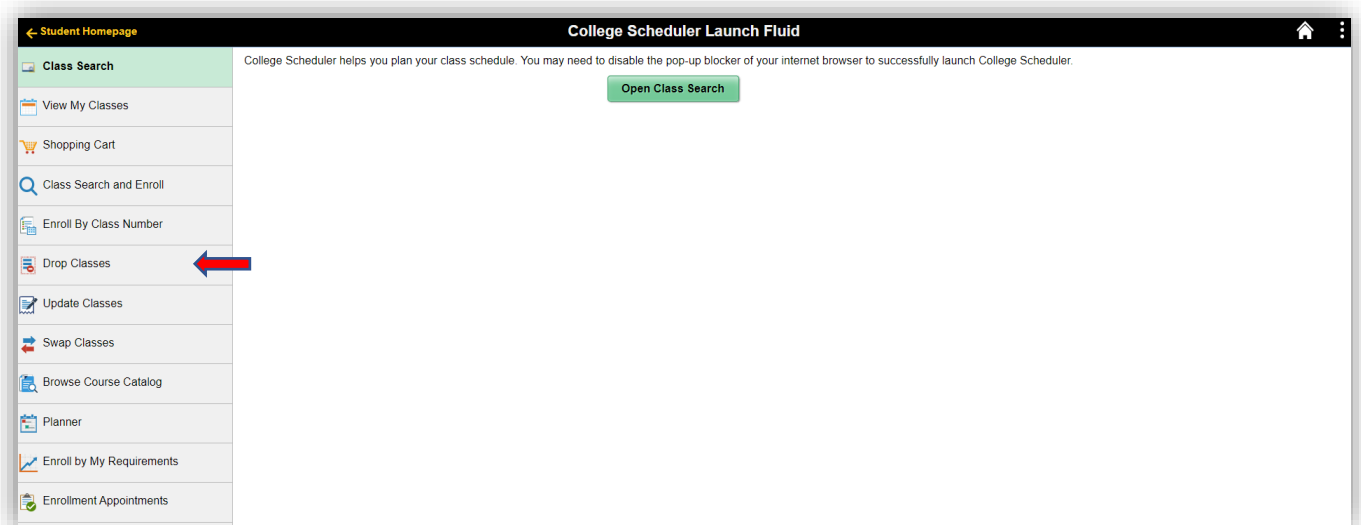 Student Homepage
College Scheduler Launch Fluid
Class Search
College Scheduler helps you plan your class schedule. You may need to disable the pop-up blocker of your internet browser to successfully launch College Scheduler.
Open Class Search
View My Classes
Shopping Cart
Class Search and Enroll
Enroll By Class Number
Drop Classes
Update Classes
Swap Classes
Browse Course Catalog
Planner
Enroll by My Requirements
Enrollment Appointments